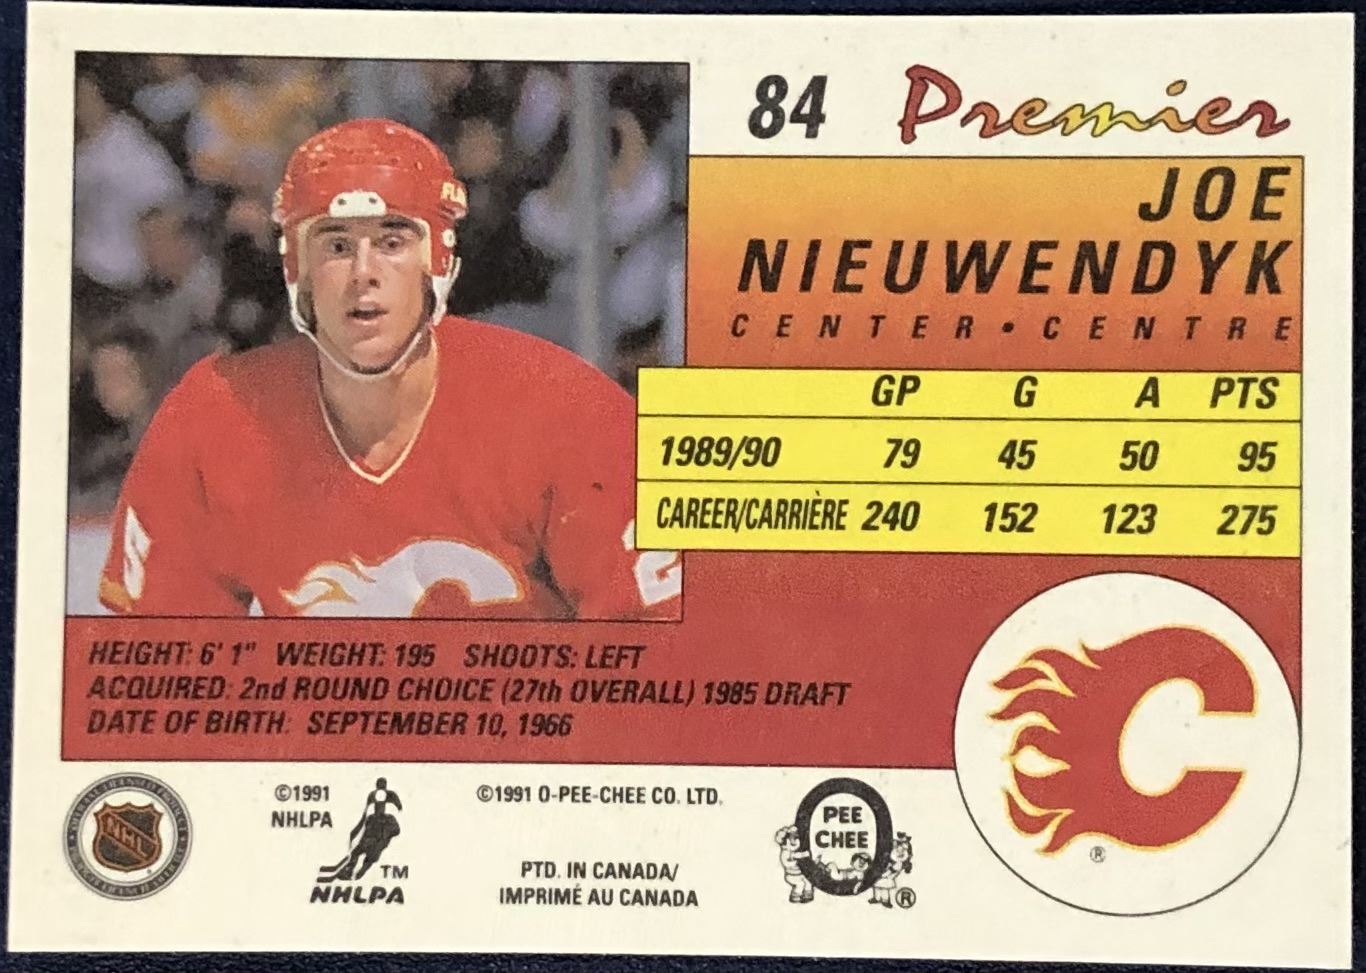 84 Premier
JOE
NIEUWENDYK
CENTER • CENTRE
GP G A PTS
1989/90 79 45 50 95
CAREER/CARRIÈRE 240 152 123 275
FLA
C
HEIGHT: 6' 1" WEIGHT: 195 SHOOTS: LEFT
ACQUIRED: 2nd ROUND CHOICE (27th OVERALL) 1985 DRAFT
DATE OF BIRTH: SEPTEMBER 10, 1966
C
®
NHL
©1991
NHLPA
TM
NHLPA
©1991 O-PEE-CHEE CO. LTD.
PTD. IN CANADA/
IMPRIMÉ AU CANADA
O
PEE
CHEE
®